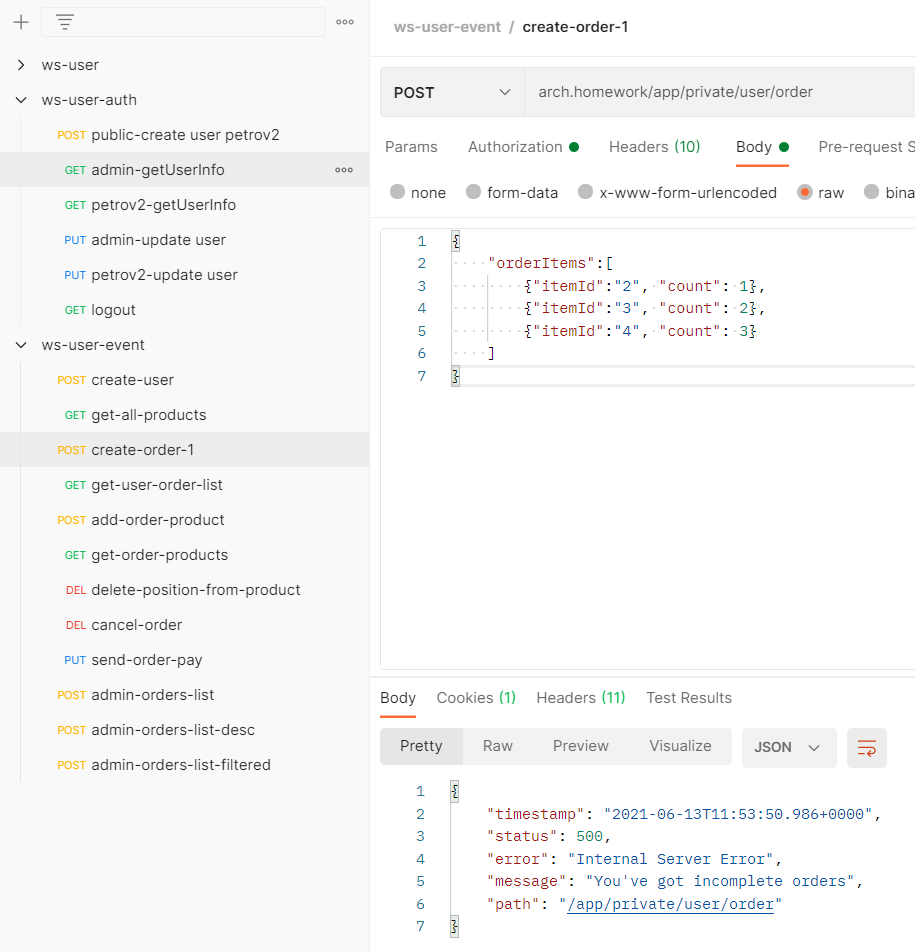 ws-user
ws-user-auth
POST public-create user petrov2
GET admin-getUserInfo
GET petrov2-getUserInfo
PUT admin-update user
PUT petrov2-update user
GET logout
ws-user-event
POST create-user
GET get-all-products
POST create-order-1
GET get-user-order-list
POST add-order-product
GET get-order-products
DEL delete-position-from-product
DEL cancel-order
PUT send-order-pay
POST admin-orders-list
POST admin-orders-list-desc
POST admin-orders-list-filtered
ws-user-event / create-order-1
POST arch.homework/app/private/user/order
Params Authorization Headers (10) Body Pre-request S
none form-data x-www-form-urlencoded raw bina
1 {
2 "orderItems":[
3 {"itemId":"2", "count": 1},
4 {"itemId":"3", "count": 2},
5 {"itemId":"4", "count": 3}
6 ]
7 }
Body Cookies (1) Headers (11) Test Results
Pretty Raw Preview Visualize JSON
1 {
2 "timestamp": "2021-06-13T11:53:50.986+0000",
3 "status": 500,
4 "error": "Internal Server Error",
5 "message": "You've got incomplete orders",
6 "path": "/app/private/user/order"
7 }